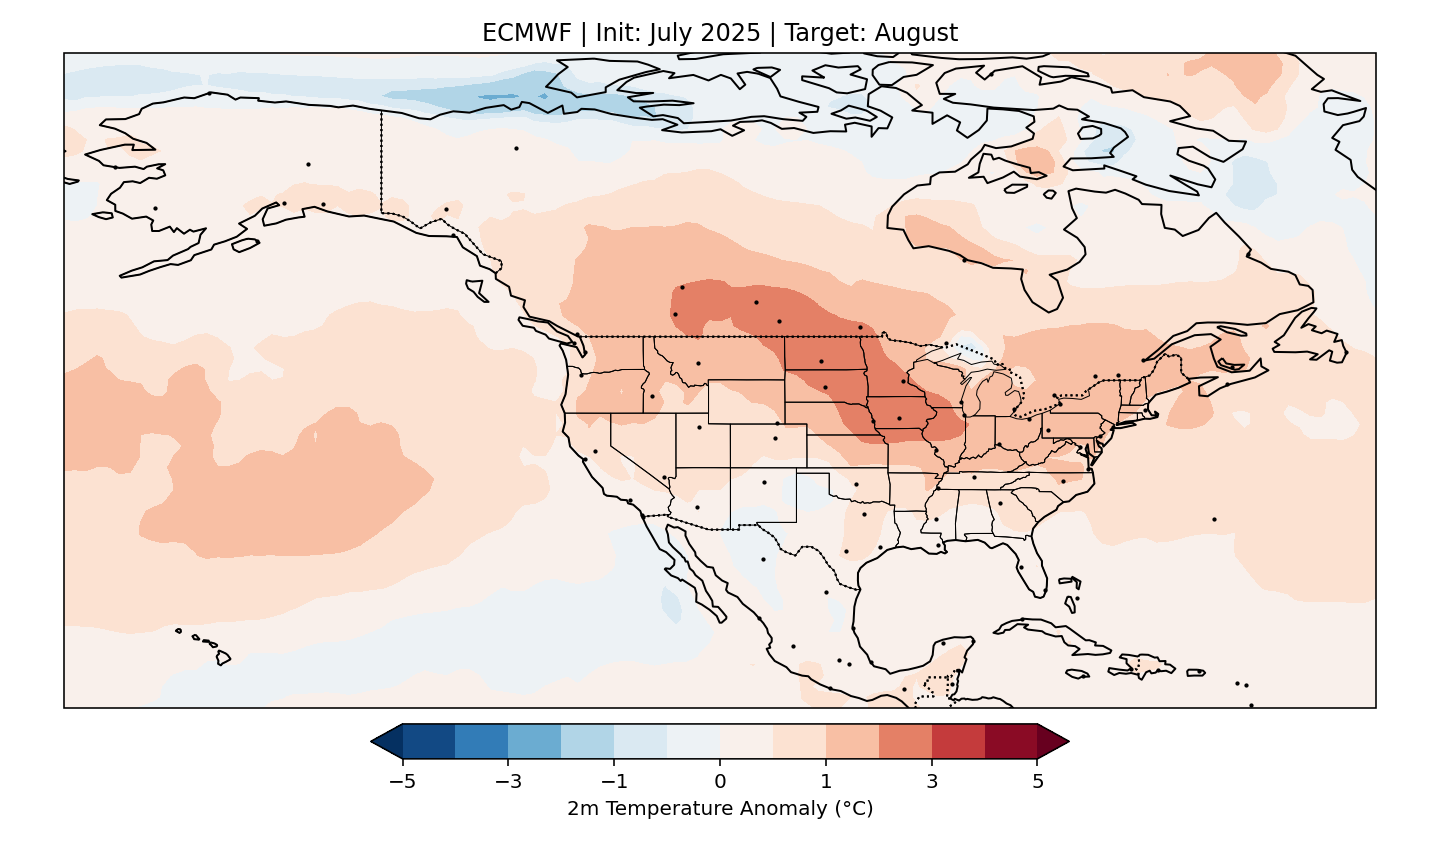 ECMWF | Init: July 2025 | Target: August
−5 −3 −1 0 1 3 5
2m Temperature Anomaly (°C)